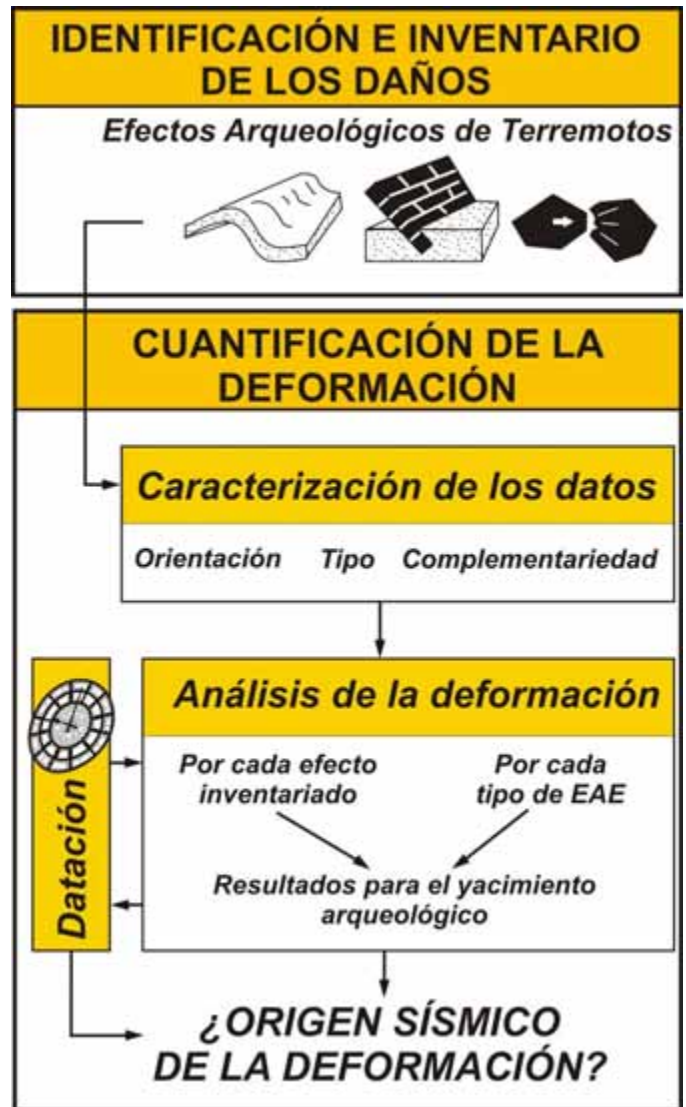 IDENTIFICACIÓN E INVENTARIO
DE LOS DAÑOS
Efectos Arqueológicos de Terremotos
CUANTIFICACIÓN DE LA
DEFORMACIÓN
Caracterización de los datos
Orientación Tipo Complementariedad
Datación
Análisis de la deformación
Por cada efecto
inventariado
Por cada
tipo de EAE
Resultados para el yacimiento
arqueológico
¿ORIGEN SÍSMICO
DE LA DEFORMACIÓN?